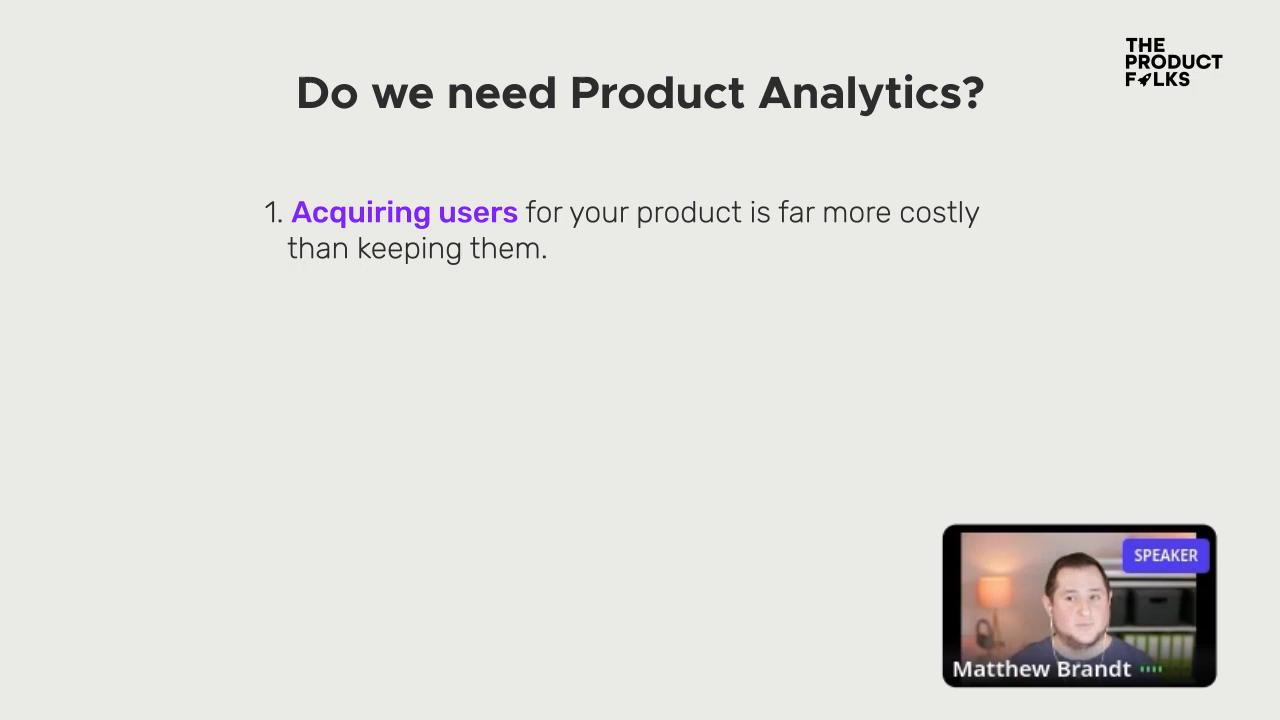 THE
PRODUCT
FOLKS
Do we need Product Analytics?
1. Acquiring users for your product is far more costly
than keeping them.
SPEAKER
Matthew Brandt